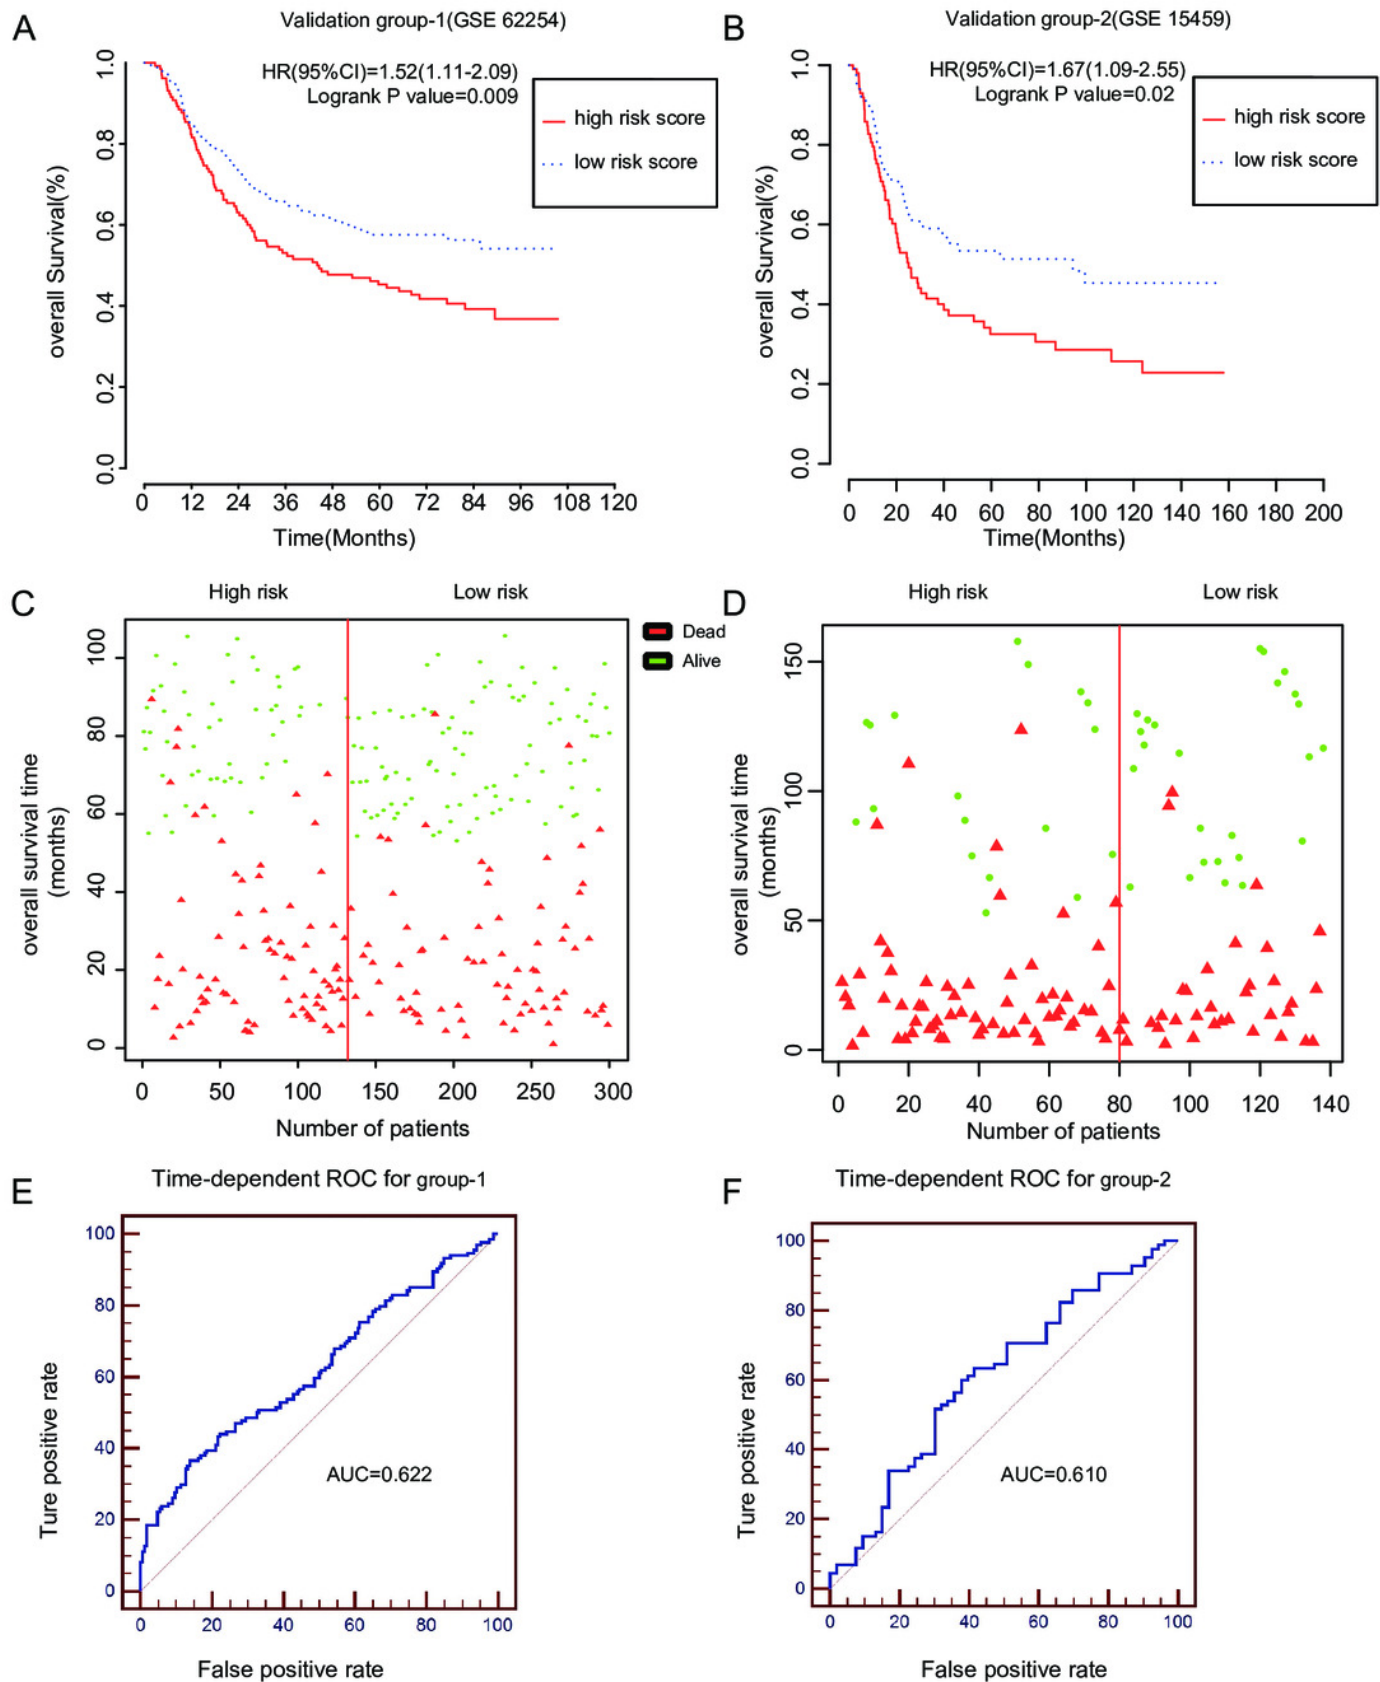 A
Validation group-1(GSE 62254)
HR(95%CI)=1.52(1.11-2.09)
Logrank P value=0.009
high risk score
low risk score
overall Survival(%)
1.0
0.8
0.6
0.4
0.2
0.0
0 12 24 36 48 60 72 84 96 108 120
Time(Months)
B
Validation group-2(GSE 15459)
HR(95%CI)=1.67(1.09-2.55)
Logrank P value=0.02
high risk score
low risk score
overall Survival(%)
1.0
0.8
0.6
0.4
0.2
0.0
0 20 40 60 80 100 120 140 160 180 200
Time(Months)
C
High risk Low risk
Dead
Alive
overall survival time
(months)
100
80
60
40
20
0
0 50 100 150 200 250 300
Number of patients
D
High risk Low risk
overall survival time
(months)
150
100
50
0
0 20 40 60 80 100 120 140
Number of patients
E
Time-dependent ROC for group-1
Ture positive rate
100
80
60
40
20
0
AUC=0.622
0 20 40 60 80 100
False positive rate
F
Time-dependent ROC for group-2
Ture positive rate
100
80
60
40
20
0
AUC=0.610
0 20 40 60 80 100
False positive rate